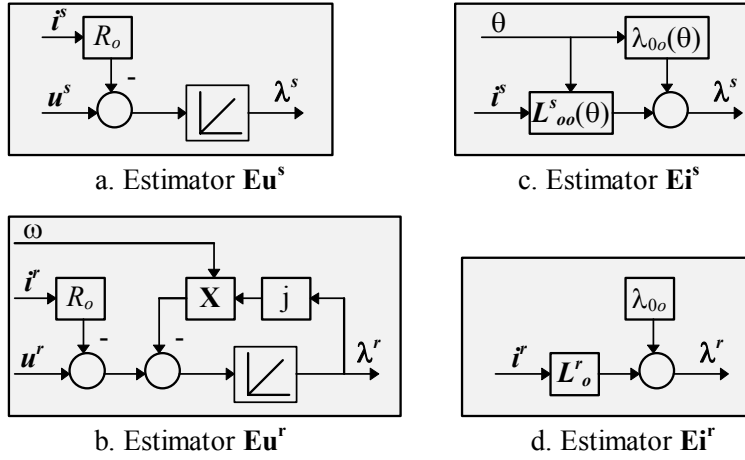 i^s
R_o
-
u^s
λ^s
a. Estimator Eu^s
θ
λ_0o(θ)
i^s
L^s_oo(θ)
λ^s
c. Estimator Ei^s
ω
i^r
R_o
X
j
-
-
u^r
λ^r
b. Estimator Eu^r
λ_0o
i^r
L^r_o
λ^r
d. Estimator Ei^r